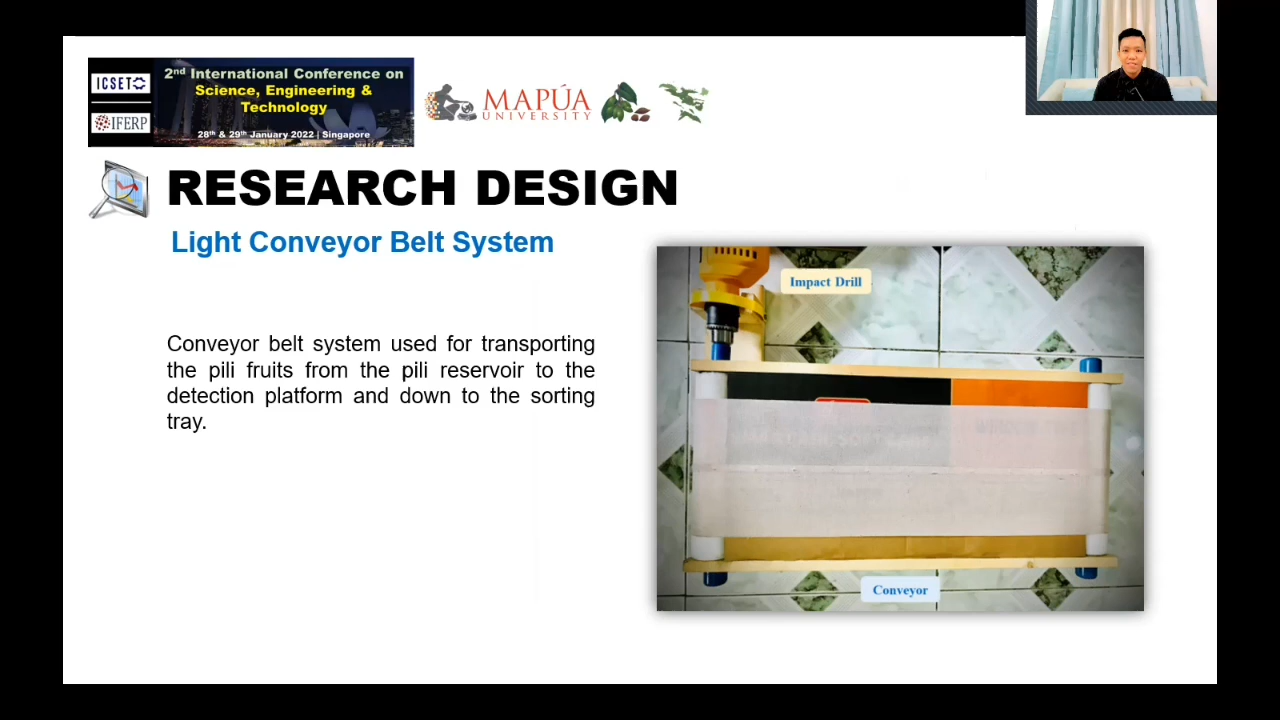 ICSET
IFERP
2nd International Conference on
Science, Engineering &
Technology
28th & 29th January 2022 | Singapore
MAPÚA
UNIVERSITY
RESEARCH DESIGN
Light Conveyor Belt System
Conveyor belt system used for transporting
the pili fruits from the pili reservoir to the
detection platform and down to the sorting
tray.
Impact Drill
Conveyor